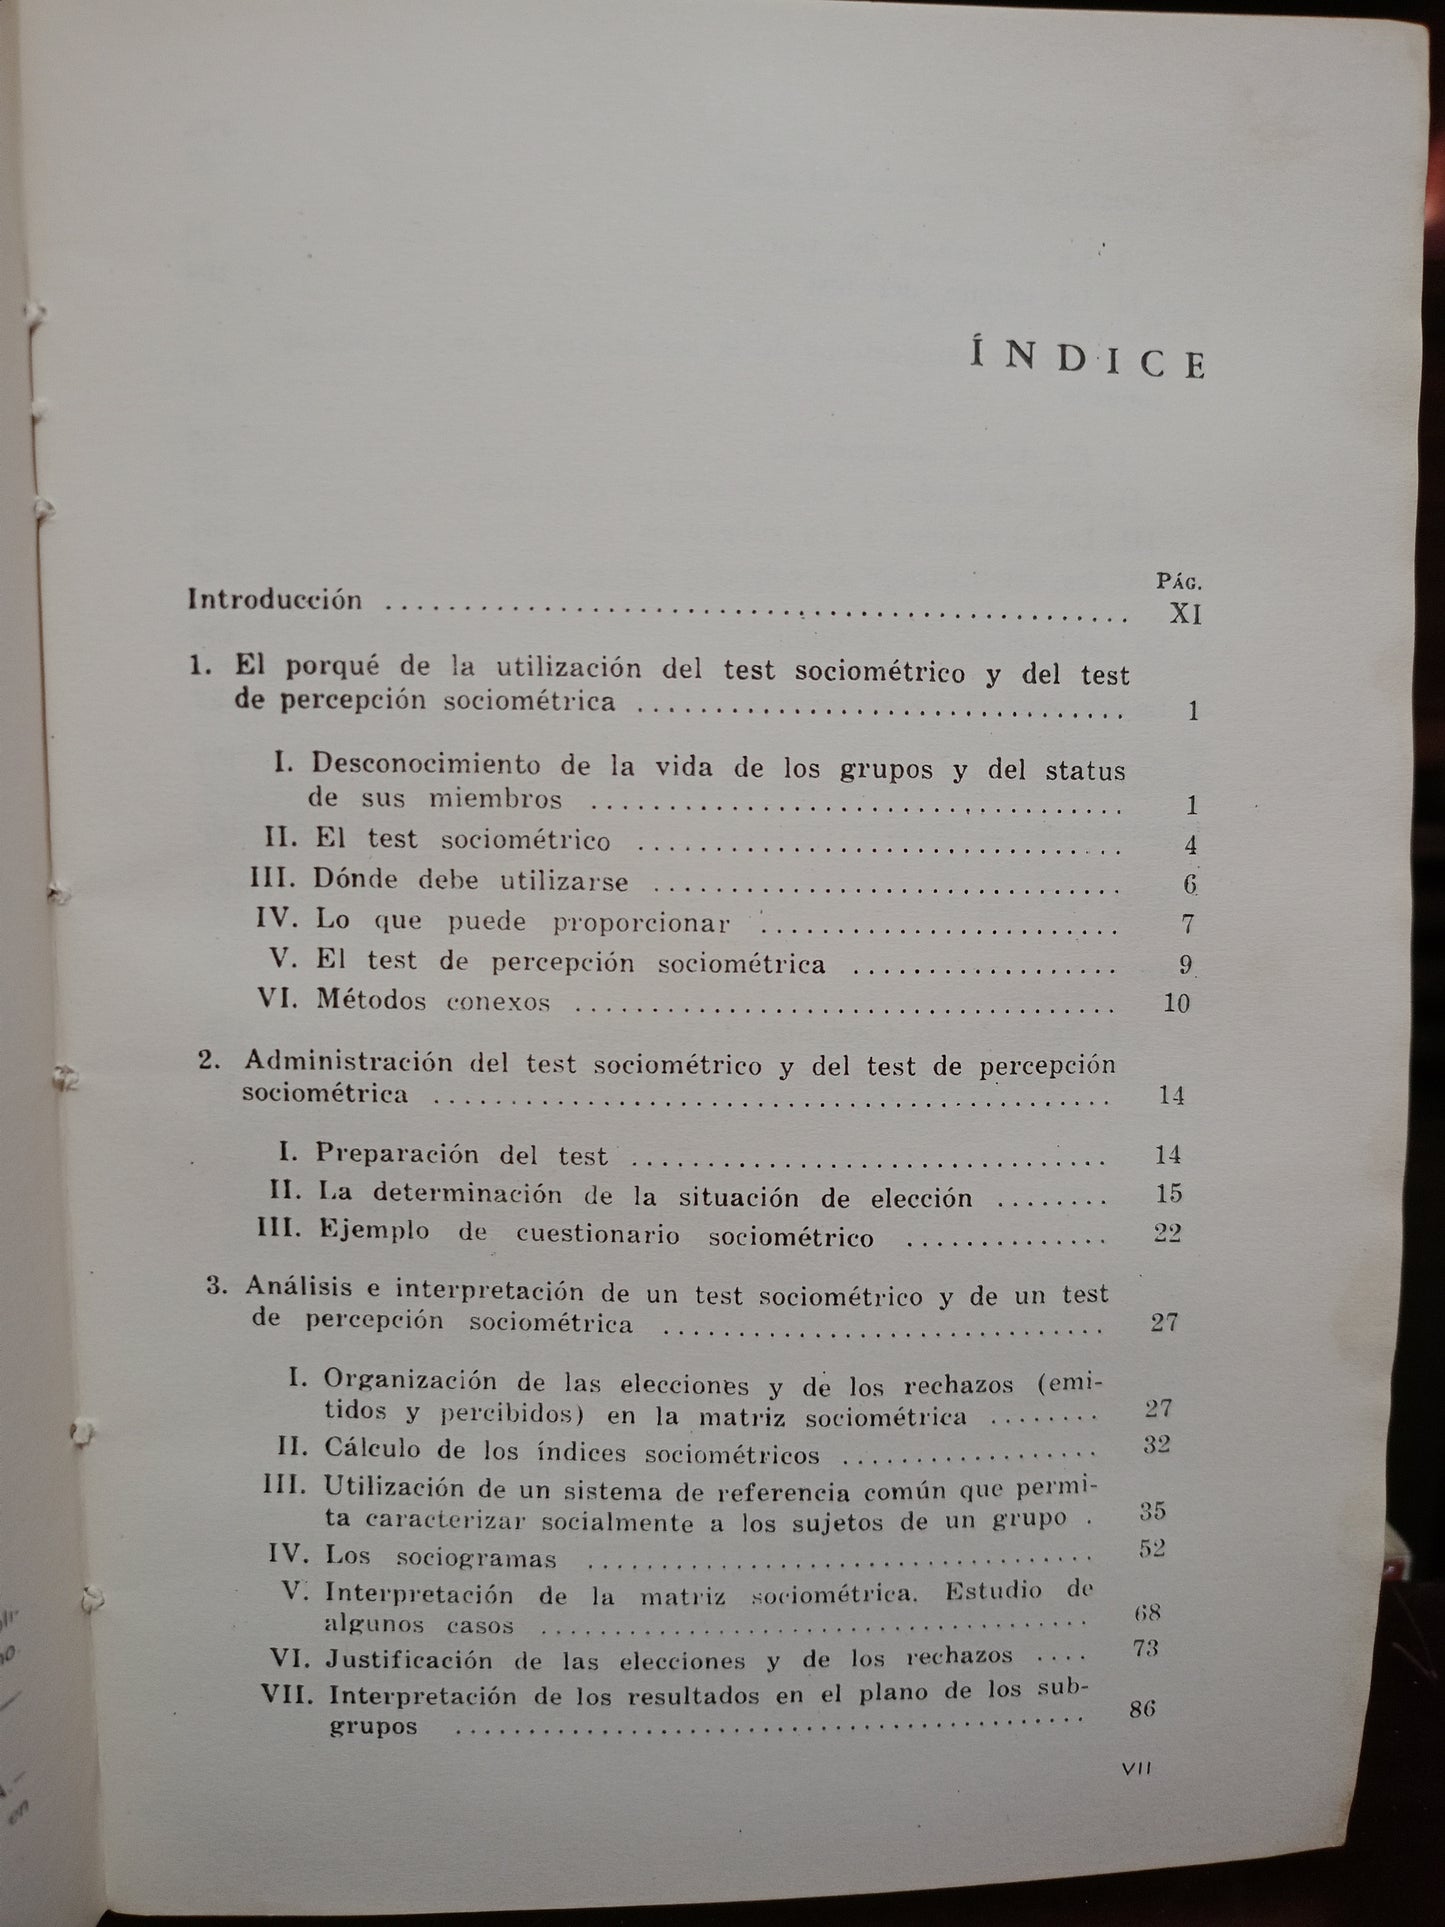 ÍNDICE
PÁG.
Introducción ................................................ XI
1. El porqué de la utilización del test sociométrico y del test
de percepción sociométrica ................................ 1
I. Desconocimiento de la vida de los grupos y del status
de sus miembros .................................. 1
II. El test sociométrico ............................... 4
III. Dónde debe utilizarse .............................. 6
IV. Lo que puede proporcionar ....................... 7
V. El test de percepción sociométrica ................. 9
VI. Métodos conexos ................................... 10
2. Administración del test sociométrico y del test de percepción
sociométrica ............................................ 14
I. Preparación del test ............................... 14
II. La determinación de la situación de elección ........ 15
III. Ejemplo de cuestionario sociométrico .............. 22
3. Análisis e interpretación de un test sociométrico y de un test
de percepción sociométrica ............................. 27
I. Organización de las elecciones y de los rechazos (emi-
tidos y percibidos) en la matriz sociométrica ........ 27
II. Cálculo de los índices sociométricos ................. 32
III. Utilización de un sistema de referencia común que permi-
ta caracterizar socialmente a los sujetos de un grupo . 35
IV. Los sociogramas .................................. 52
V. Interpretación de la matriz sociométrica. Estudio de
algunos casos .................................... 68
VI. Justificación de las elecciones y de los rechazos .... 73
VII. Interpretación de los resultados en el plano de los sub-
grupos .......................................... 86
VII